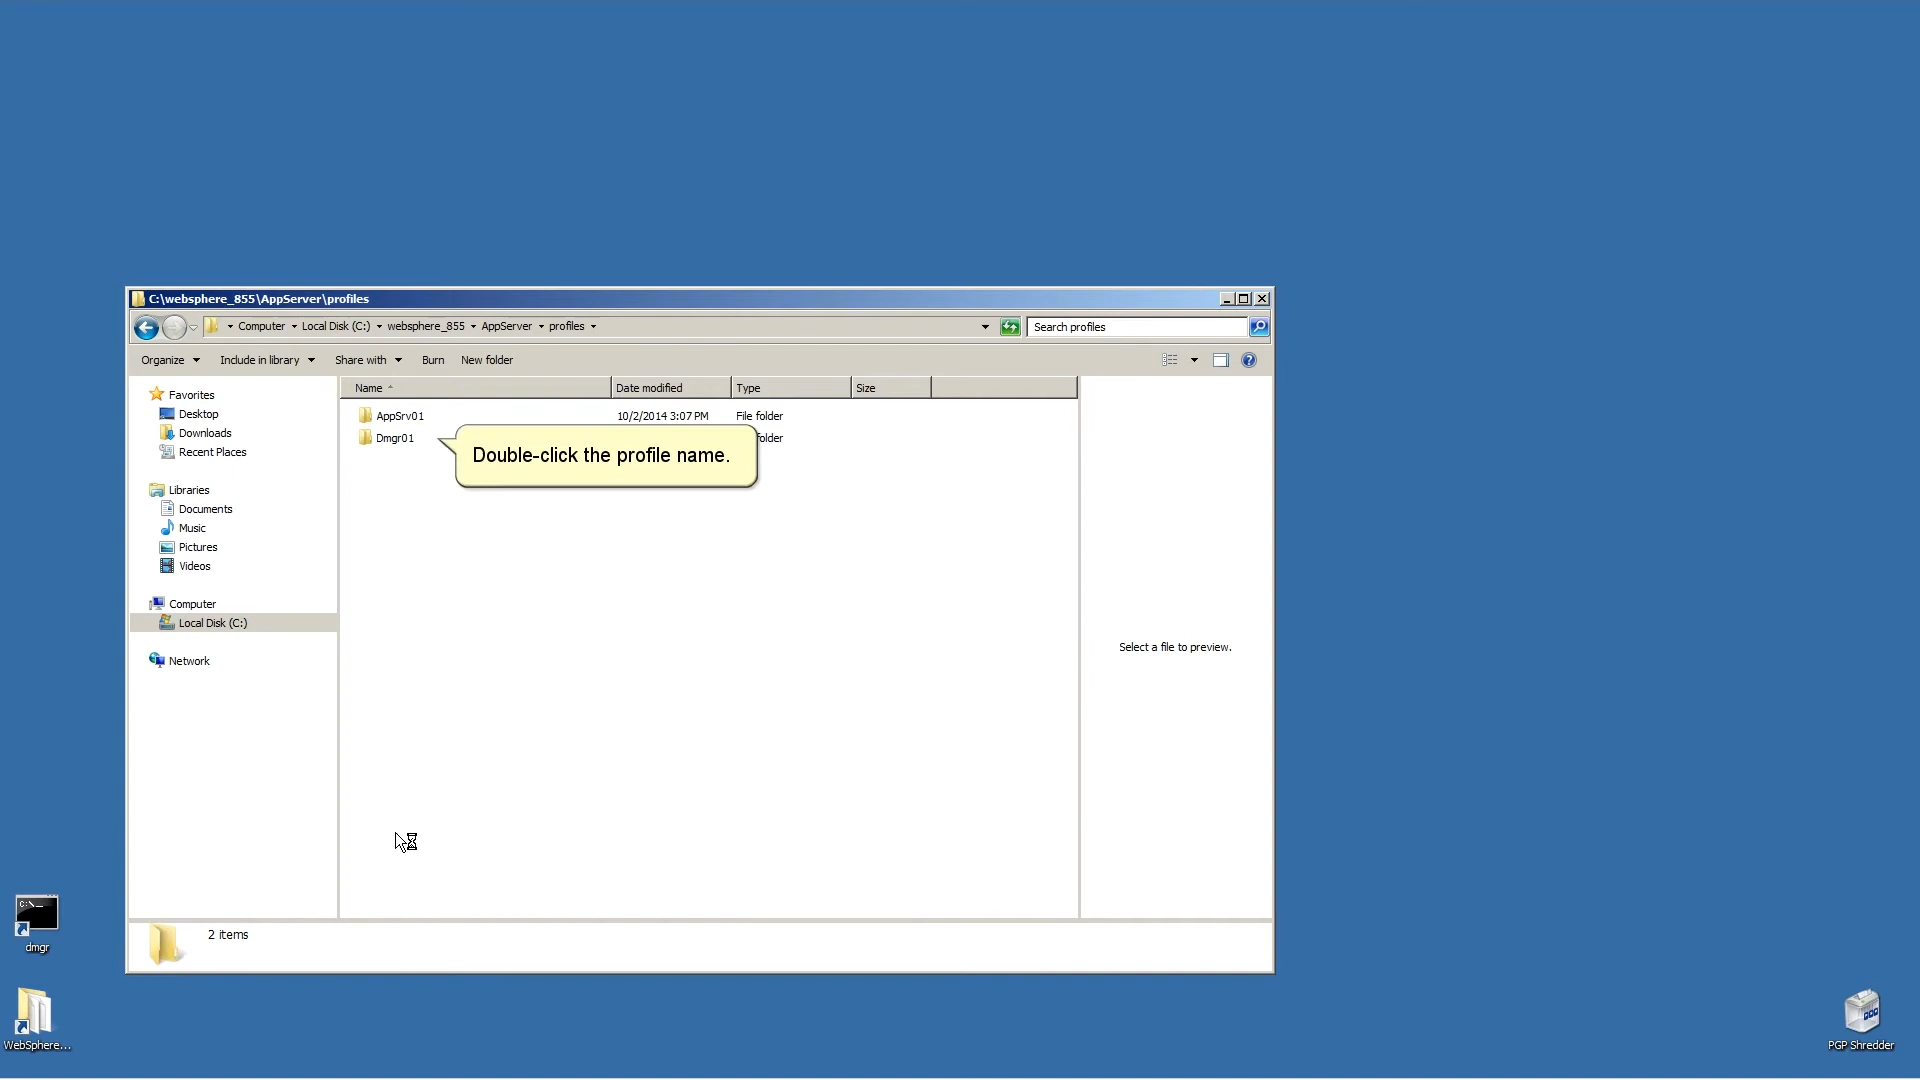 C:\websphere_855\AppServer\profiles
Computer Local Disk (C:) websphere_855 AppServer profiles
Search profiles
Organize Include in library Share with Burn New folder
Name Date modified Type Size
Favorites
Desktop
Downloads
Recent Places
Libraries
Documents
Music
Pictures
Videos
Computer
Local Disk (C:)
Network
AppSrv01 10/2/2014 3:07 PM File folder
Dmgr01 folder
Double-click the profile name.
Select a file to preview.
2 items
C:\_
dmgr
WebSphere...
PGP Shredder